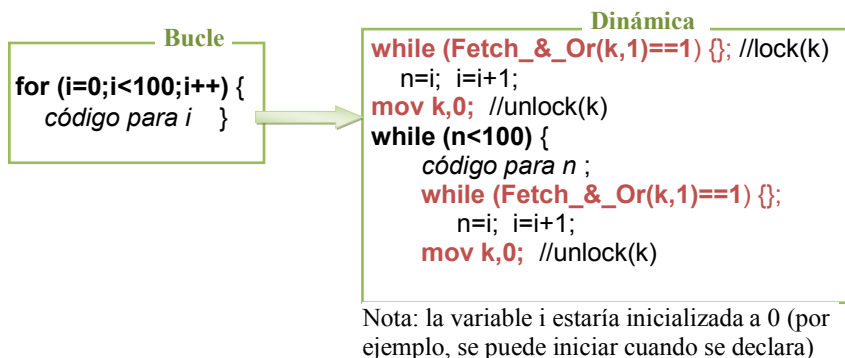 Bucle
for (i=0;i<100;i++) {
código para i }
Dinámica
while (Fetch_&_Or(k,1)==1) {}; //lock(k)
n=i; i=i+1;
mov k,0; //unlock(k)
while (n<100) {
código para n ;
while (Fetch_&_Or(k,1)==1) {};
n=i; i=i+1;
mov k,0; //unlock(k)
Nota: la variable i estaría inicializada a 0 (por
ejemplo, se puede iniciar cuando se declara)